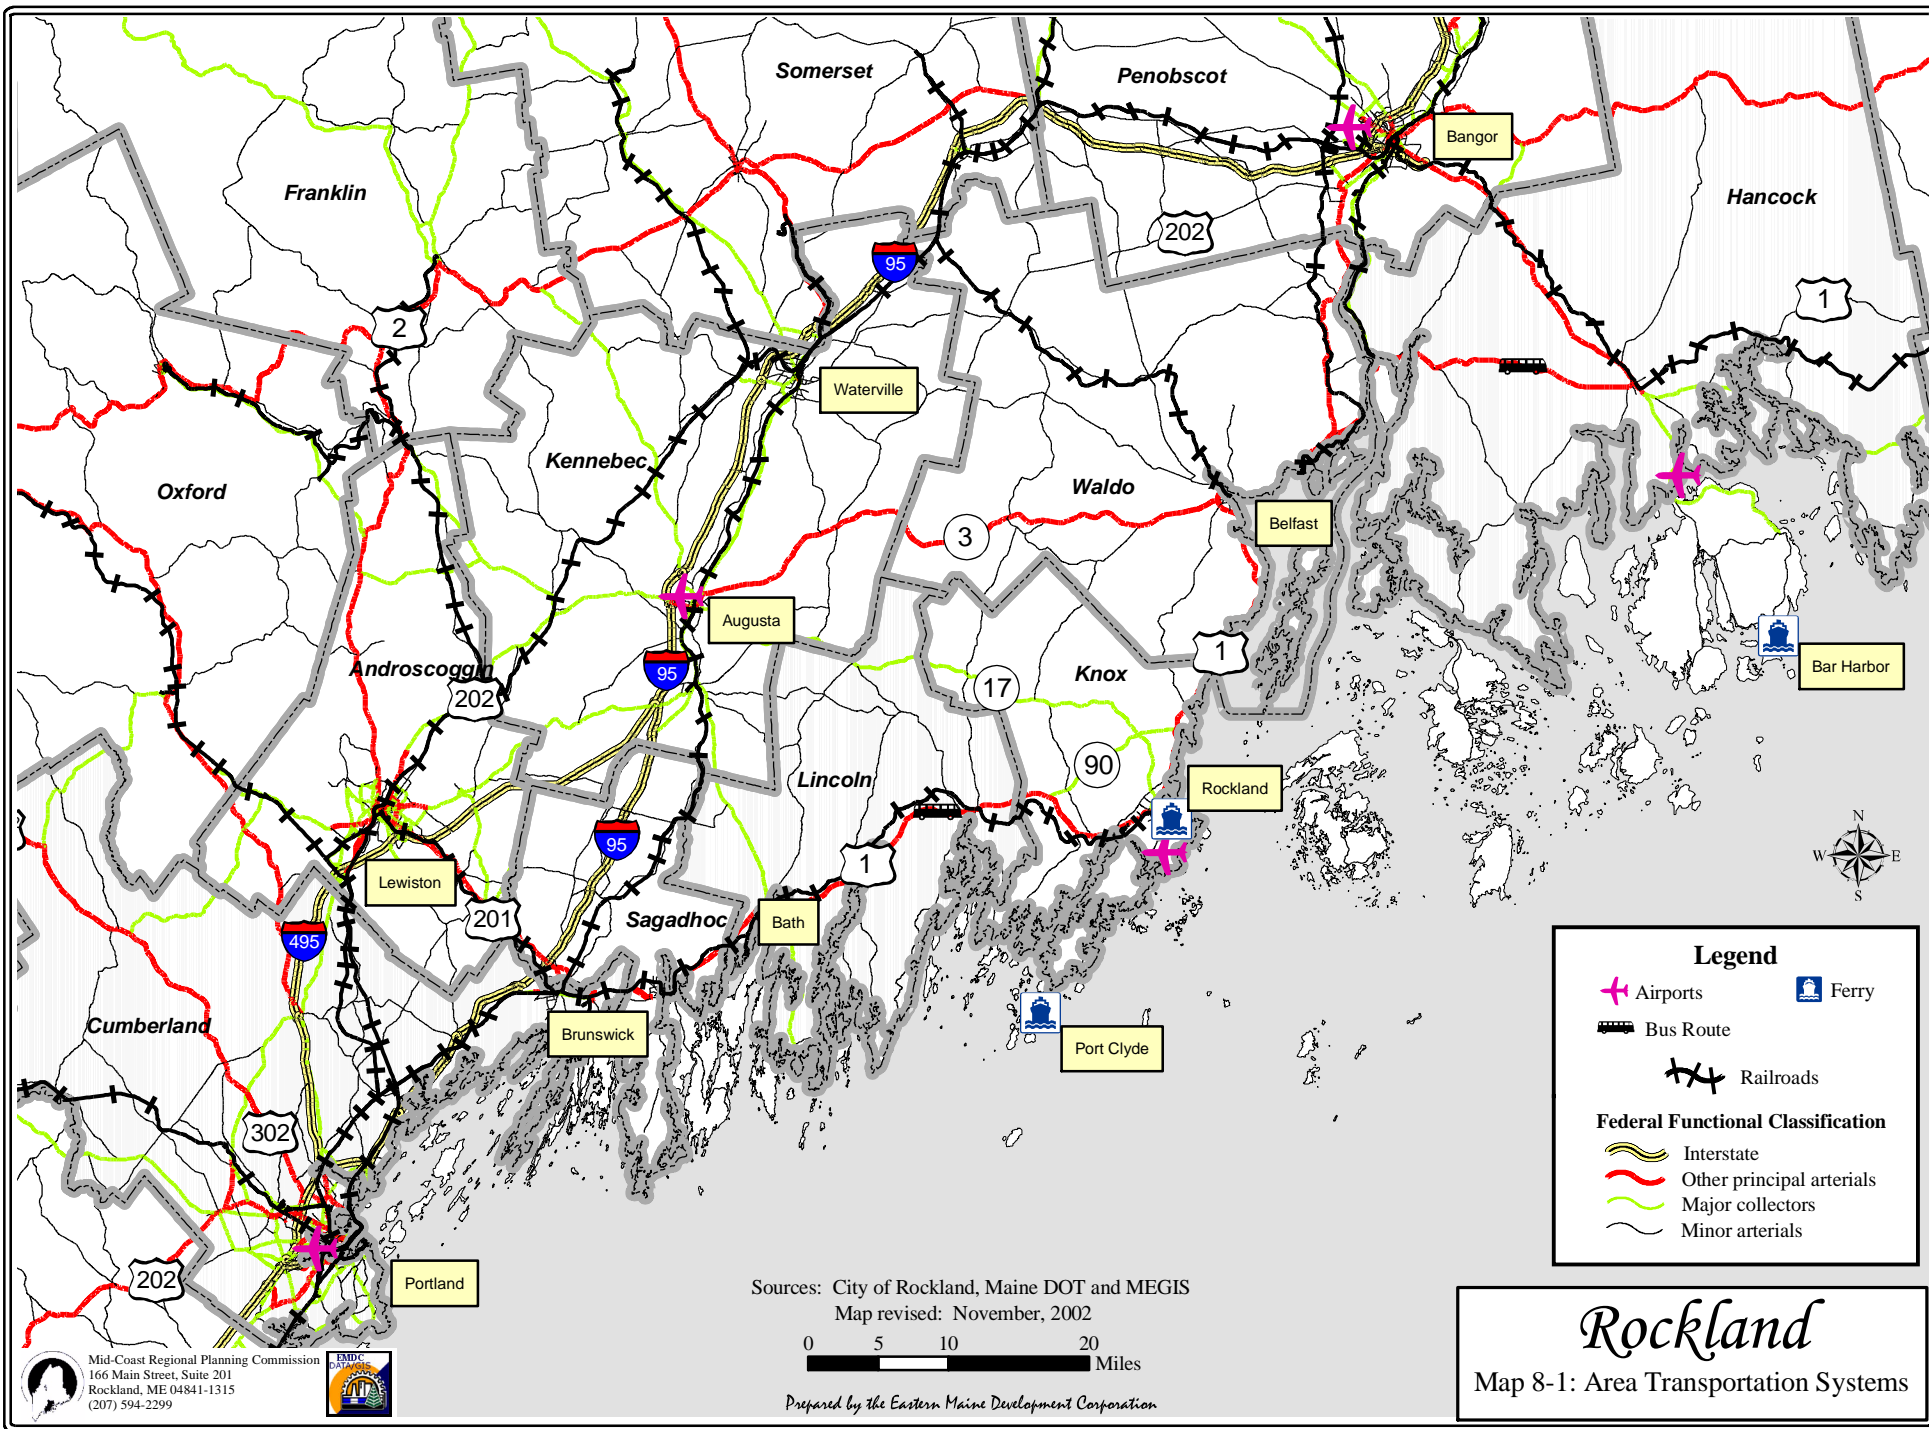 Somerset
Penobscot
Bangor
Franklin
Hancock
202
95
1
2
Waterville
Kennebec
Oxford
Waldo
Belfast
3
Augusta
1
Bar Harbor
Androscoggin
95
202
17
Knox
Lincoln
90
Rockland
95
1
Lewiston
201
Sagadhoc
Bath
495
Cumberland
Brunswick
Port Clyde
302
202
Portland
N
W
E
S
Legend
Airports
Ferry
Bus Route
Railroads
Federal Functional Classification
Interstate
Other principal arterials
Major collectors
Minor arterials
Sources: City of Rockland, Maine DOT and MEGIS
Map revised: November, 2002
0 5 10 20
Miles
Prepared by the Eastern Maine Development Corporation
Mid-Coast Regional Planning Commission
166 Main Street, Suite 201
Rockland, ME 04841-1315
(207) 594-2299
EMDC
DATA/GIS
Rockland
Map 8-1: Area Transportation Systems